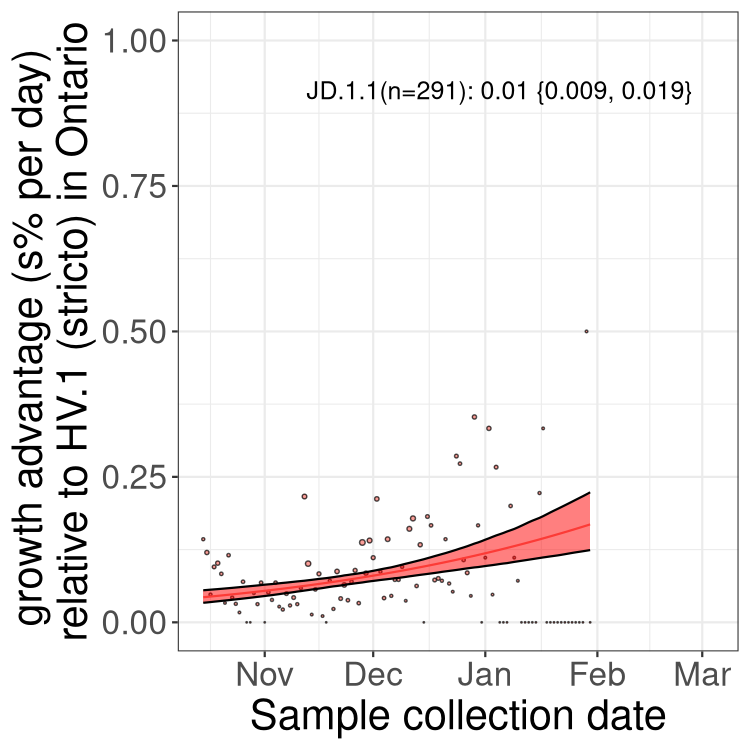 growth advantage (s% per day)
relative to HV.1 (stricto) in Ontario
1.00
0.75
0.50
0.25
0.00
JD.1.1(n=291): 0.01 {0.009, 0.019}
Nov Dec Jan Feb Mar
Sample collection date